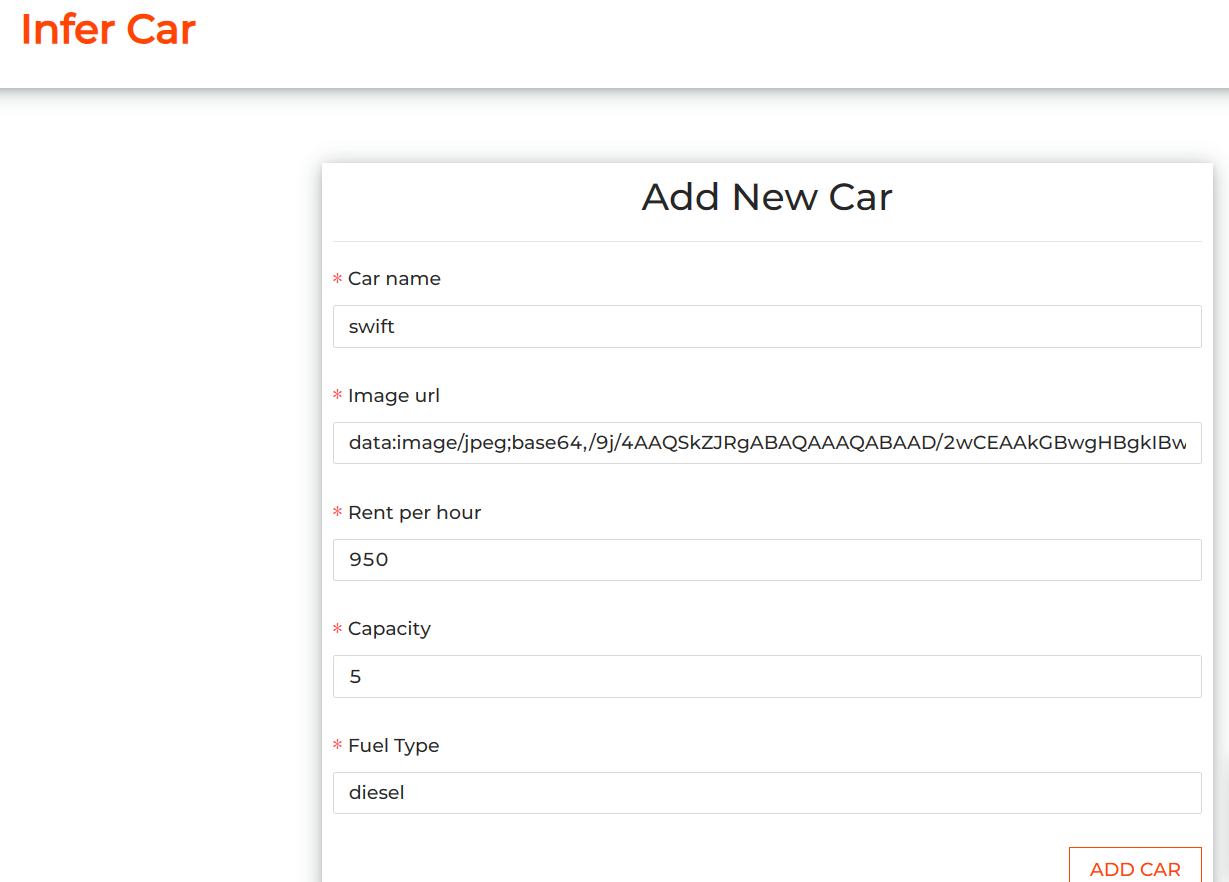 Infer Car
Add New Car
* Car name
swift
* Image url
data:image/jpeg;base64,/9j/4AAQSkZJRgABAQAAAQABAAD/2wCEAAkGBwgHBgkIBw
* Rent per hour
950
* Capacity
5
* Fuel Type
diesel
ADD CAR